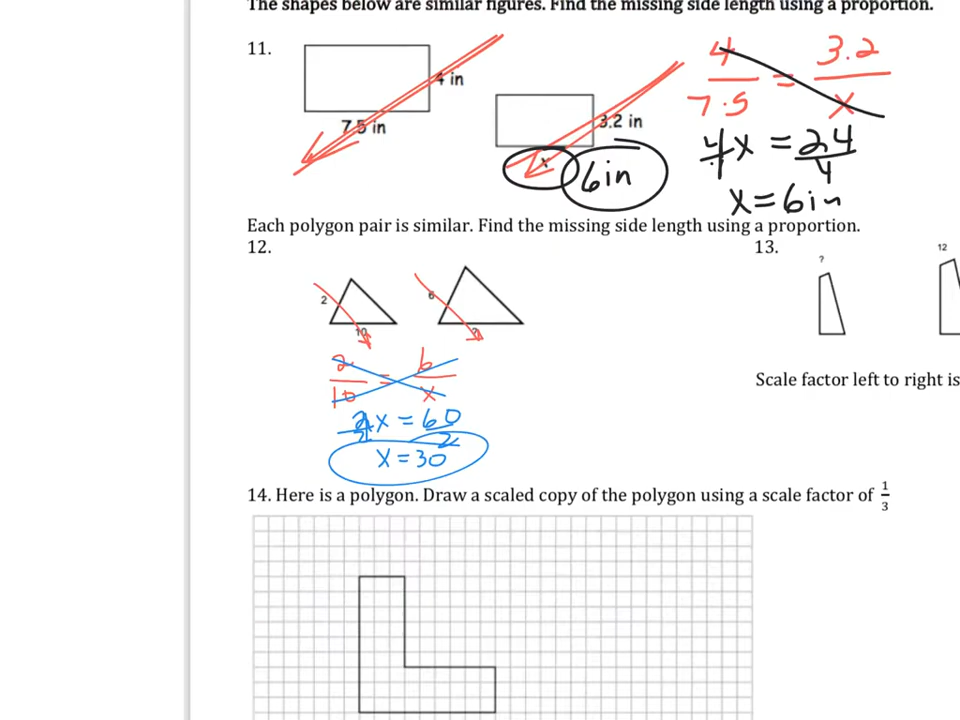 The shapes below are similar figures. Find the missing side length using a proportion.
11.
4 in
7.5 in
3.2 in
x
6in
4/7.5 = 3.2/x
4x/4 = 24/4
x = 6in
Each polygon pair is similar. Find the missing side length using a proportion.
12.
2
10
6
2/10 = 6/x
2x/2 = 60/2
x = 30
13.
?
12
Scale factor left to right is
14. Here is a polygon. Draw a scaled copy of the polygon using a scale factor of 1/3